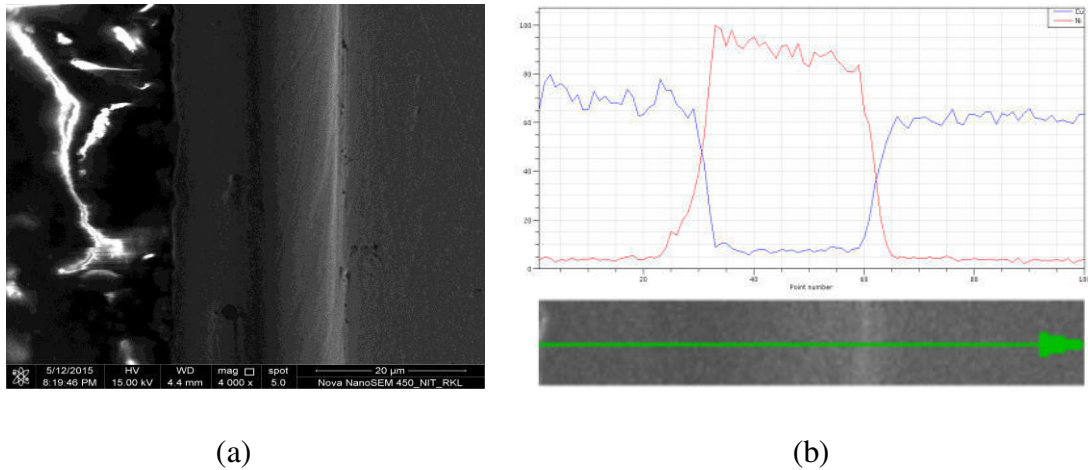 5/12/2015 HV WD mag □ spot 20 µm
8:19:46 PM 15.00 kV 4.4 mm 4 000 x 5.0 Nova NanoSEM 450_NIT_RKL
(a)
Cu
Ni
100
80
60
40
20
0
20 40 60 80 100
Point number
(b)